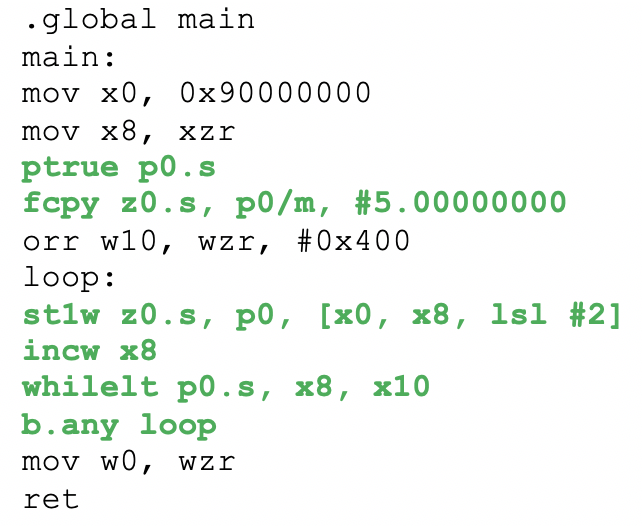 .global main
main:
mov x0, 0x90000000
mov x8, xzr
ptrue p0.s
fcpy z0.s, p0/m, #5.00000000
orr w10, wzr, #0x400
loop:
st1w z0.s, p0, [x0, x8, lsl #2]
incw x8
whilelt p0.s, x8, x10
b.any loop
mov w0, wzr
ret